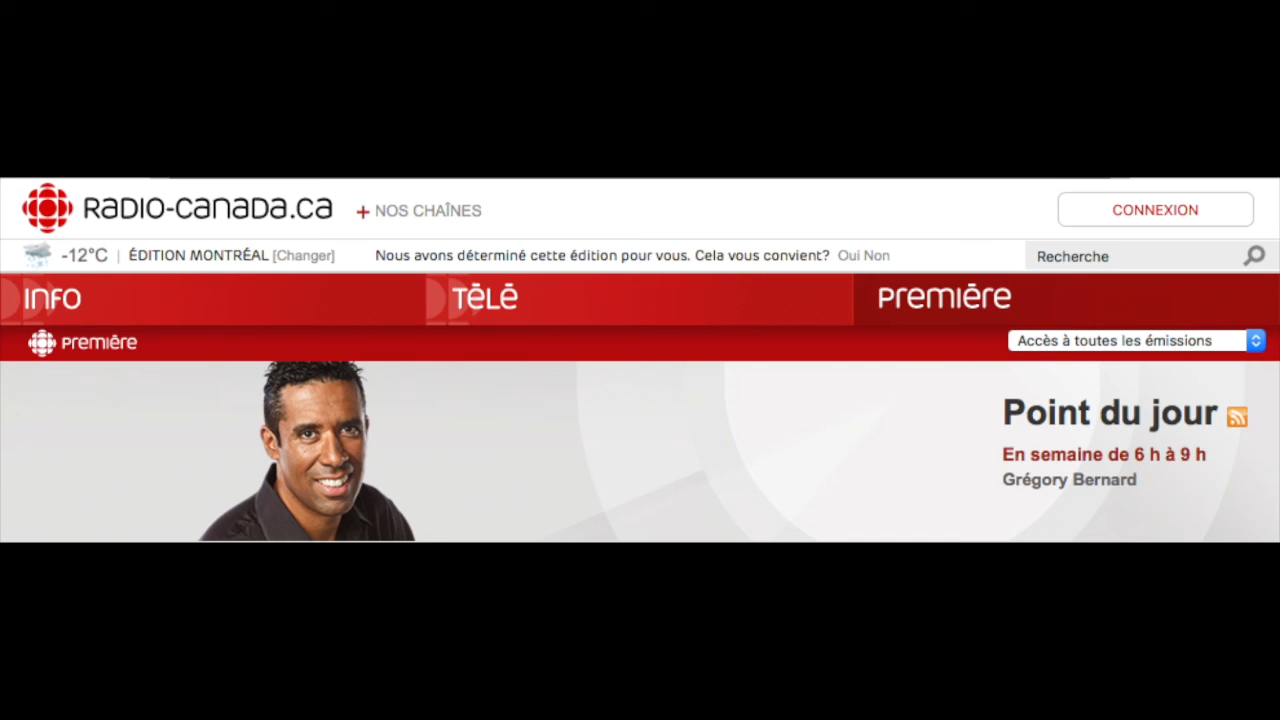 RADIO-CANADA.CA + NOS CHAÎNES CONNEXION
-12°C | ÉDITION MONTRÉAL [Changer] Nous avons déterminé cette édition pour vous. Cela vous convient? Oui Non Recherche
INFO TÉLÉ PREMIÈRE
PREMIÈRE Accès à toutes les émissions
Point du jour
En semaine de 6 h à 9 h
Grégory Bernard